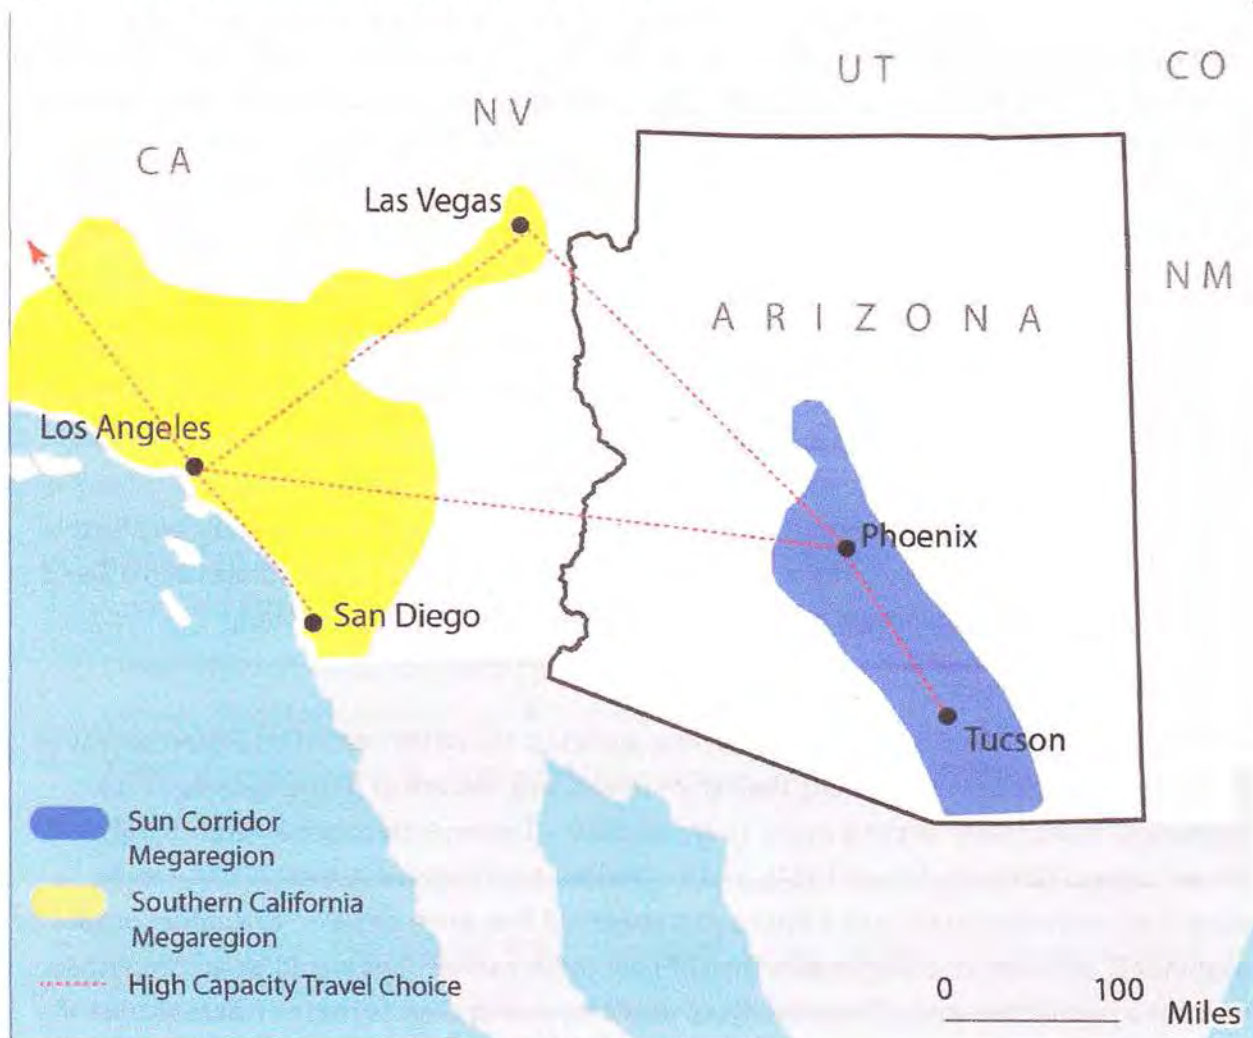 UT
CO
NV
CA
Las Vegas
NM
ARIZONA
Los Angeles
Phoenix
San Diego
Tucson
Sun Corridor
Megaregion
Southern California
Megaregion
High Capacity Travel Choice
0 100
Miles